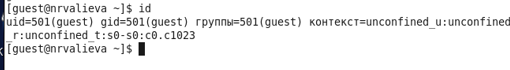 [guest@nrvalieva ~]$ id
uid=501(guest) gid=501(guest) группы=501(guest) контекст=unconfined_u:unconfined
_r:unconfined_t:s0-s0:c0.c1023
[guest@nrvalieva ~]$